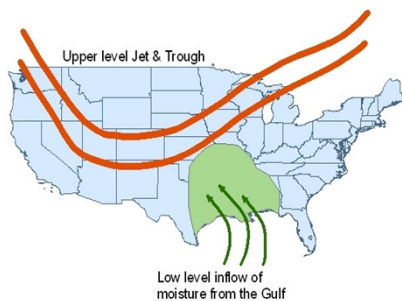 Upper level Jet & Trough
Low level inflow of
moisture from the Gulf